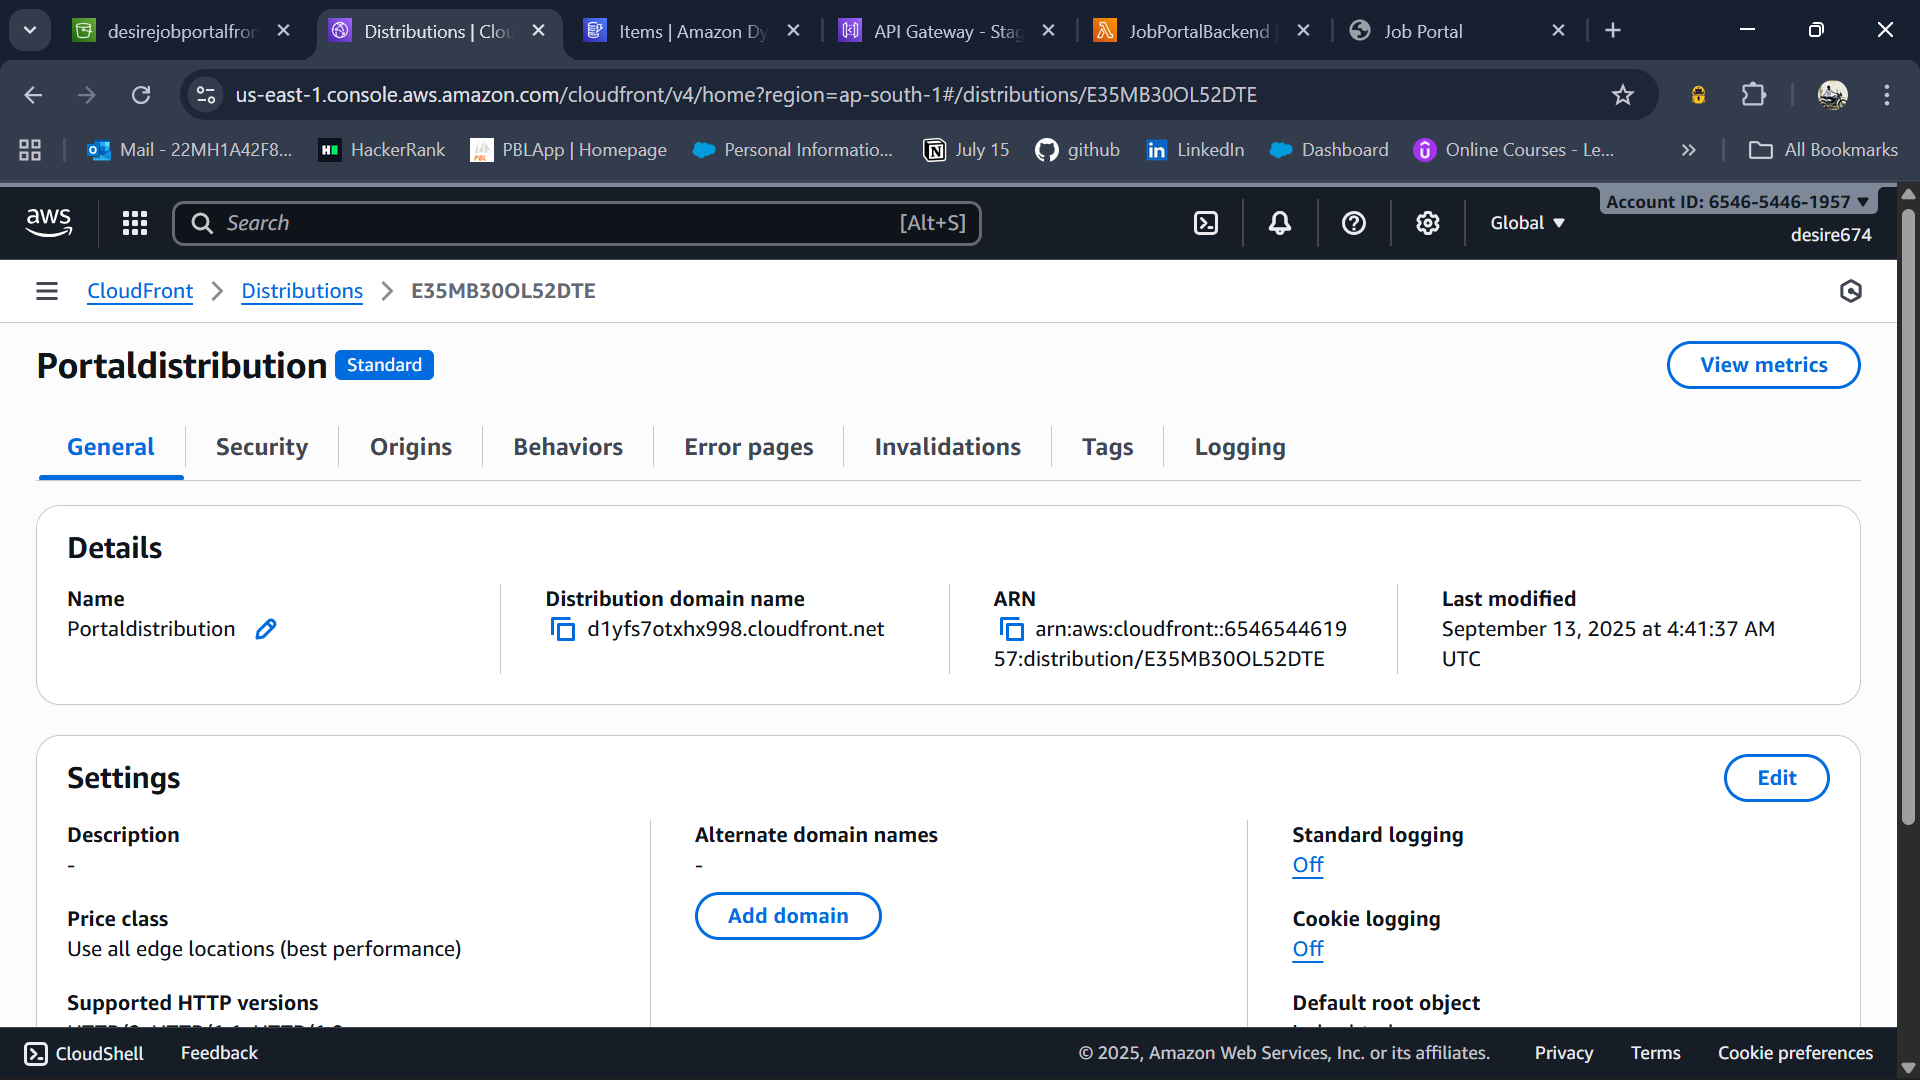 desirejobportalfron
Distributions | Clou
Items | Amazon Dy
API Gateway - Stag
JobPortalBackend
Job Portal
us-east-1.console.aws.amazon.com/cloudfront/v4/home?region=ap-south-1#/distributions/E35MB30OL52DTE
Mail - 22MH1A42F8...
HackerRank
PBLApp | Homepage
Personal Informatio...
July 15
github
LinkedIn
Dashboard
Online Courses - Le...
All Bookmarks
aws
Search
[Alt+S]
Global
Account ID: 6546-5446-1957
desire674
CloudFront
Distributions
E35MB30OL52DTE
Portaldistribution
Standard
View metrics
General
Security
Origins
Behaviors
Error pages
Invalidations
Tags
Logging
Details
Name
Portaldistribution
Distribution domain name
d1yfs7otxhx998.cloudfront.net
ARN
arn:aws:cloudfront::6546544619
57:distribution/E35MB30OL52DTE
Last modified
September 13, 2025 at 4:41:37 AM
UTC
Settings
Edit
Description
-
Price class
Use all edge locations (best performance)
Supported HTTP versions
Alternate domain names
-
Add domain
Standard logging
Off
Cookie logging
Off
Default root object
CloudShell
Feedback
© 2025, Amazon Web Services, Inc. or its affiliates.
Privacy
Terms
Cookie preferences